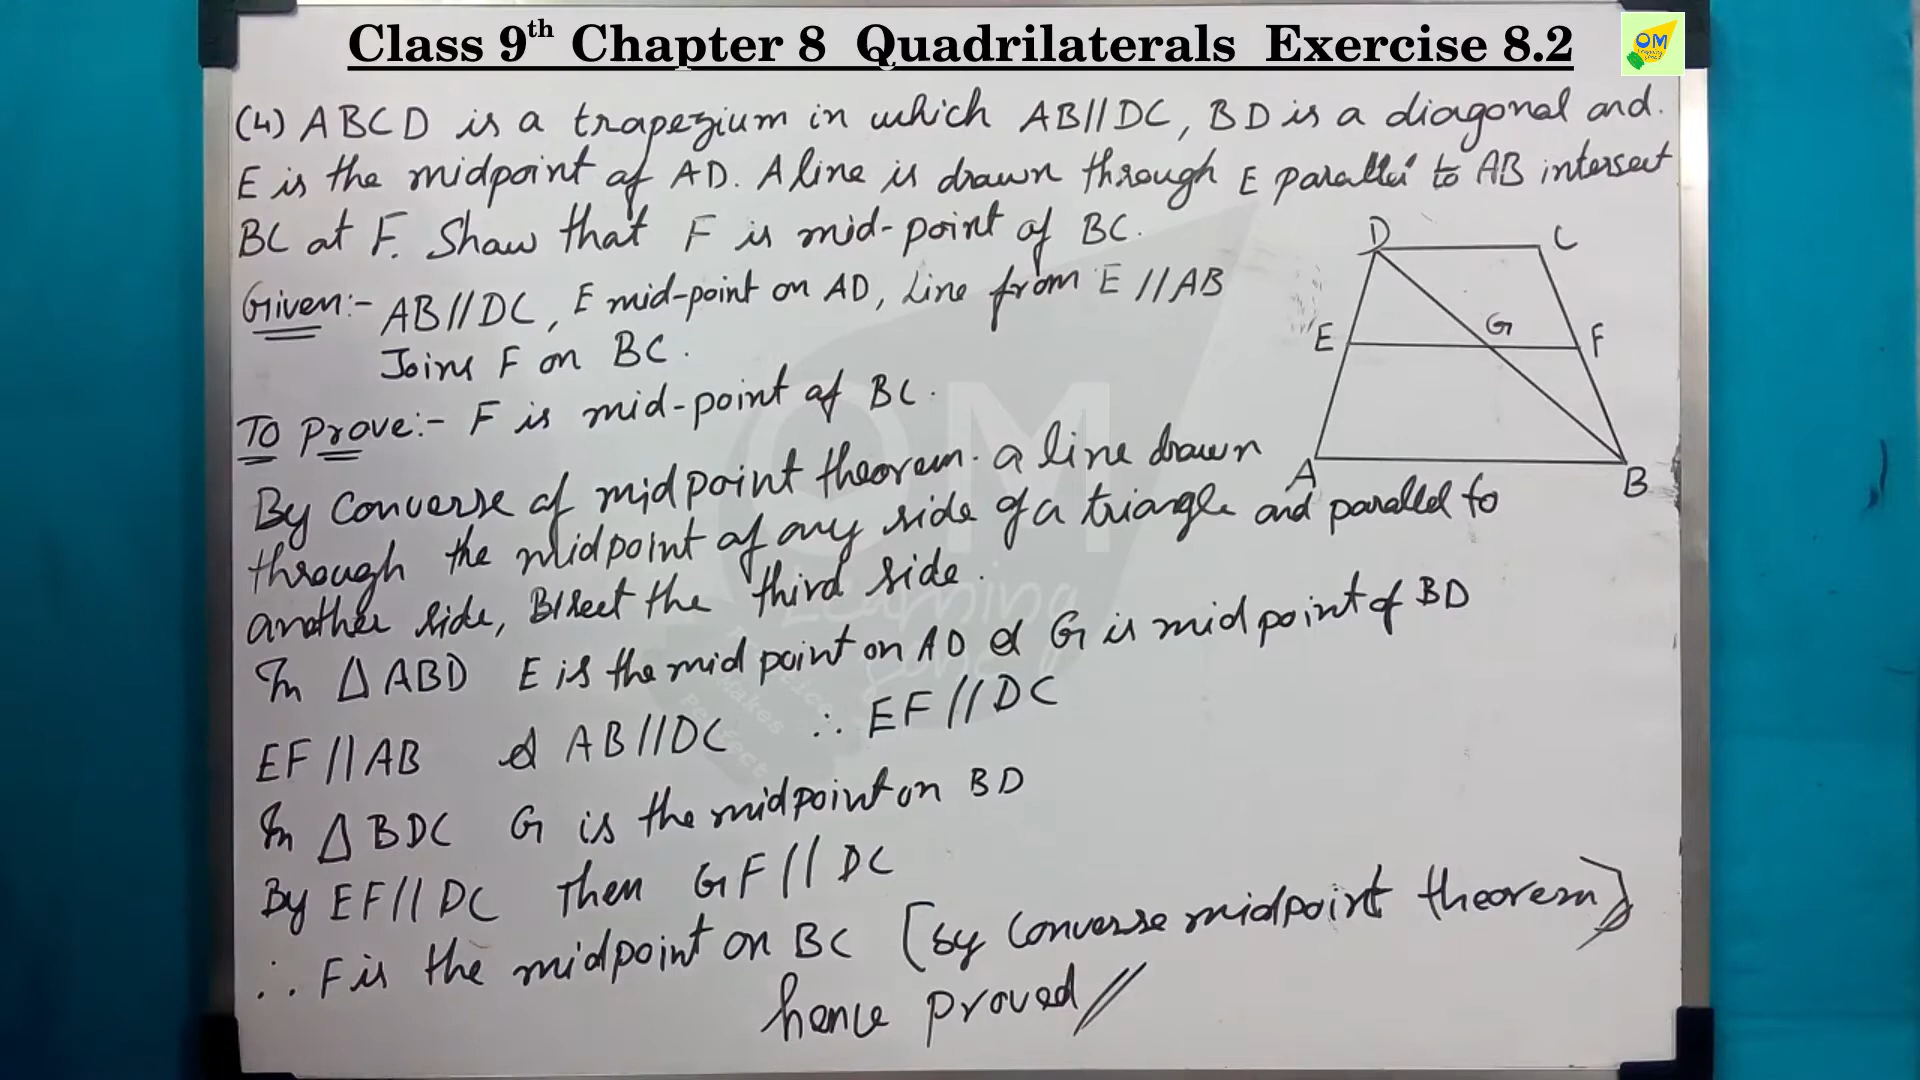 Class 9th Chapter 8 Quadrilaterals Exercise 8.2
OM
(4) ABCD is a trapezium in which AB//DC, BD is a diagonal and.
E is the midpoint of AD. A line is drawn through E parallel to AB intersect
BC at F. Show that F is mid-point of BC.
Given:- AB//DC, E mid-point on AD, Line from E //AB
Joins F on BC.
To Prove:- F is mid-point of BC.
D C
E G F
A B
By Converse of midpoint theorem. a line drawn
through the midpoint of any side of a triangle and parallel to
another side, Bisect the third side.
In △ ABD E is the mid point on AD & G is midpoint of BD
EF//AB & AB//DC ∴ EF//DC
In △ BDC G is the midpoint on BD
By EF//DC Then GF//DC
∴ F is the midpoint on BC [by Converse midpoint theorem]
hence proved//
OM
Learning
Makes
Perfect